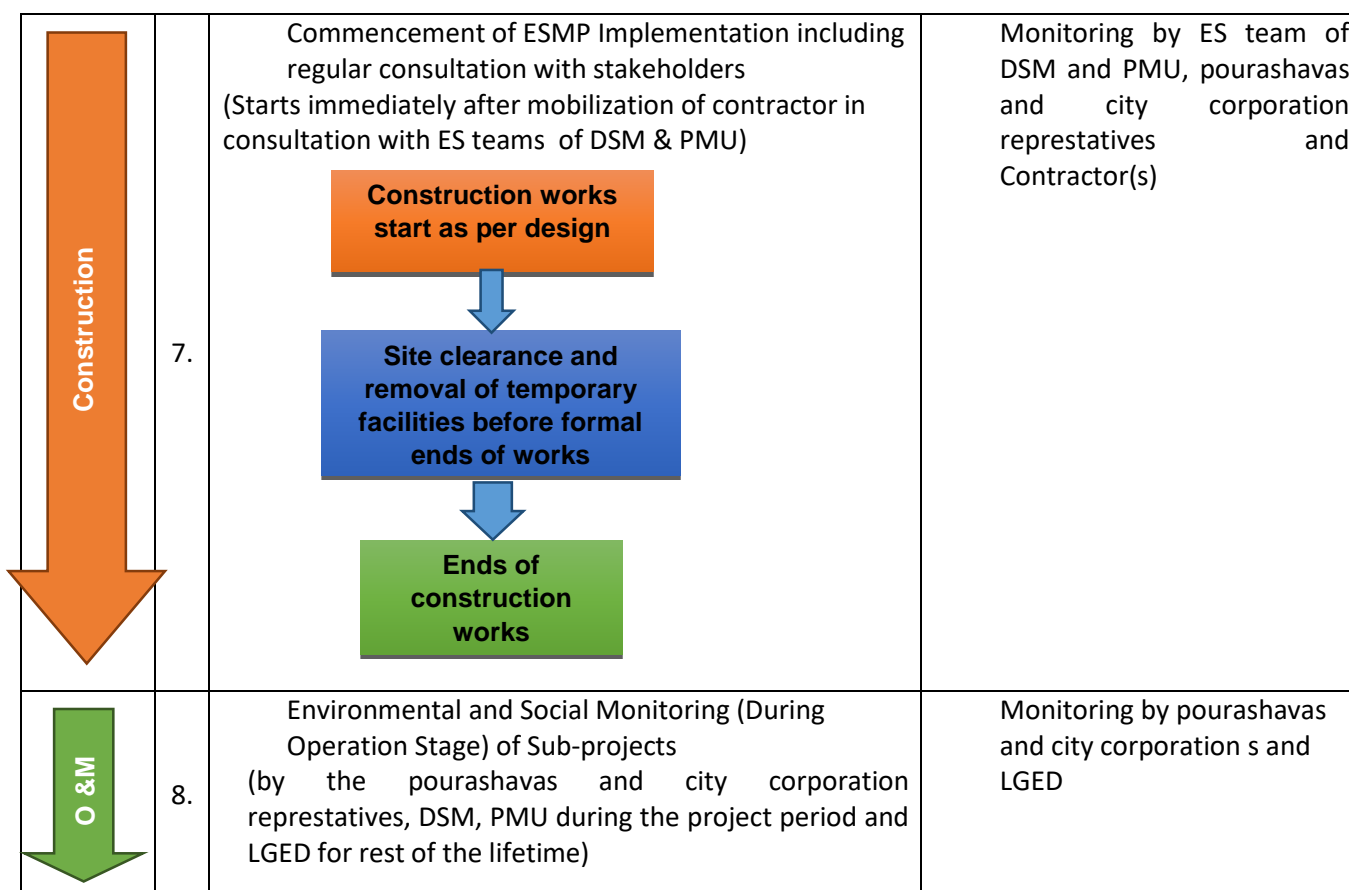 Construction
7.
Commencement of ESMP Implementation including
regular consultation with stakeholders
(Starts immediately after mobilization of contractor in
consultation with ES teams of DSM & PMU)
Construction works
start as per design
Site clearance and
removal of temporary
facilities before formal
ends of works
Ends of
construction
works
Monitoring by ES team of
DSM and PMU, pourashavas
and city corporation
represtatives and
Contractor(s)
O &M
8.
Environmental and Social Monitoring (During
Operation Stage) of Sub-projects
(by the pourashavas and city corporation
represtatives, DSM, PMU during the project period and
LGED for rest of the lifetime)
Monitoring by pourashavas
and city corporation s and
LGED